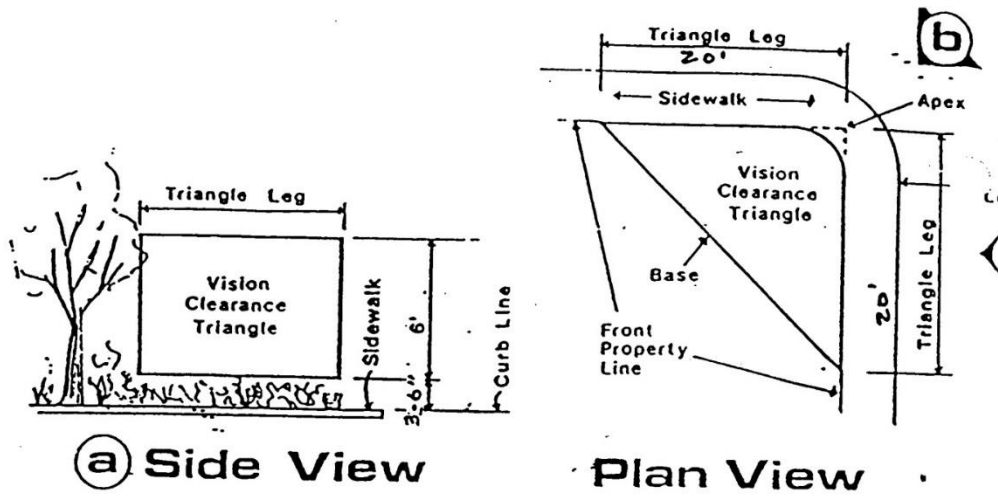 Triangle Leg
Vision
Clearance
Triangle
Sidewalk
6'
3'-6"
Curb Line
a Side View
Triangle Leg
20'
b
Sidewalk
Apex
Vision
Clearance
Triangle
Base
Front
Property
Line
20'
Triangle Leg
Plan View